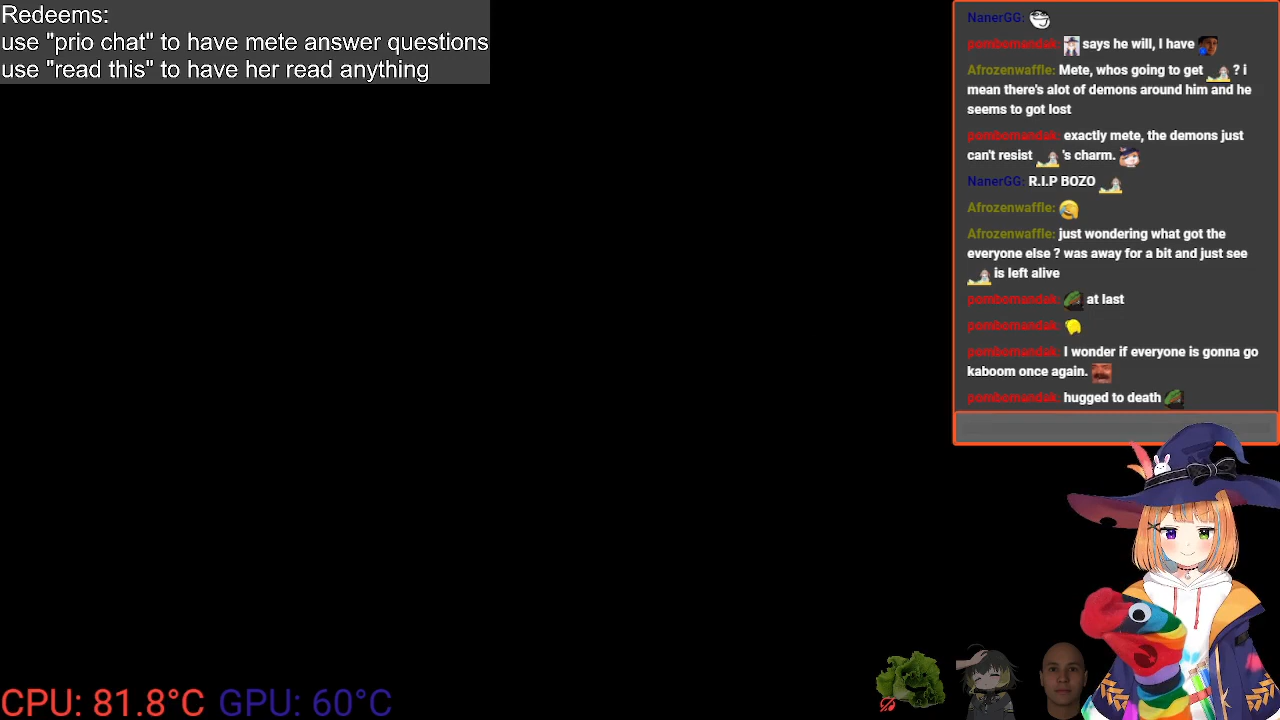 Redeems:
use "prio chat" to have mete answer questions
use "read this" to have her read anything
NanerGG:
pombomandak: says he will, I have
Afrozenwaffle: Mete, whos going to get ? i
mean there's alot of demons around him and he
seems to got lost
pombomandak: exactly mete, the demons just
can't resist 's charm.
NanerGG: R.I.P BOZO
Afrozenwaffle:
Afrozenwaffle: just wondering what got the
everyone else ? was away for a bit and just see
is left alive
pombomandak: at last
pombomandak:
pombomandak: I wonder if everyone is gonna go
kaboom once again.
pombomandak: hugged to death
CPU: 81.8°C GPU: 60°C